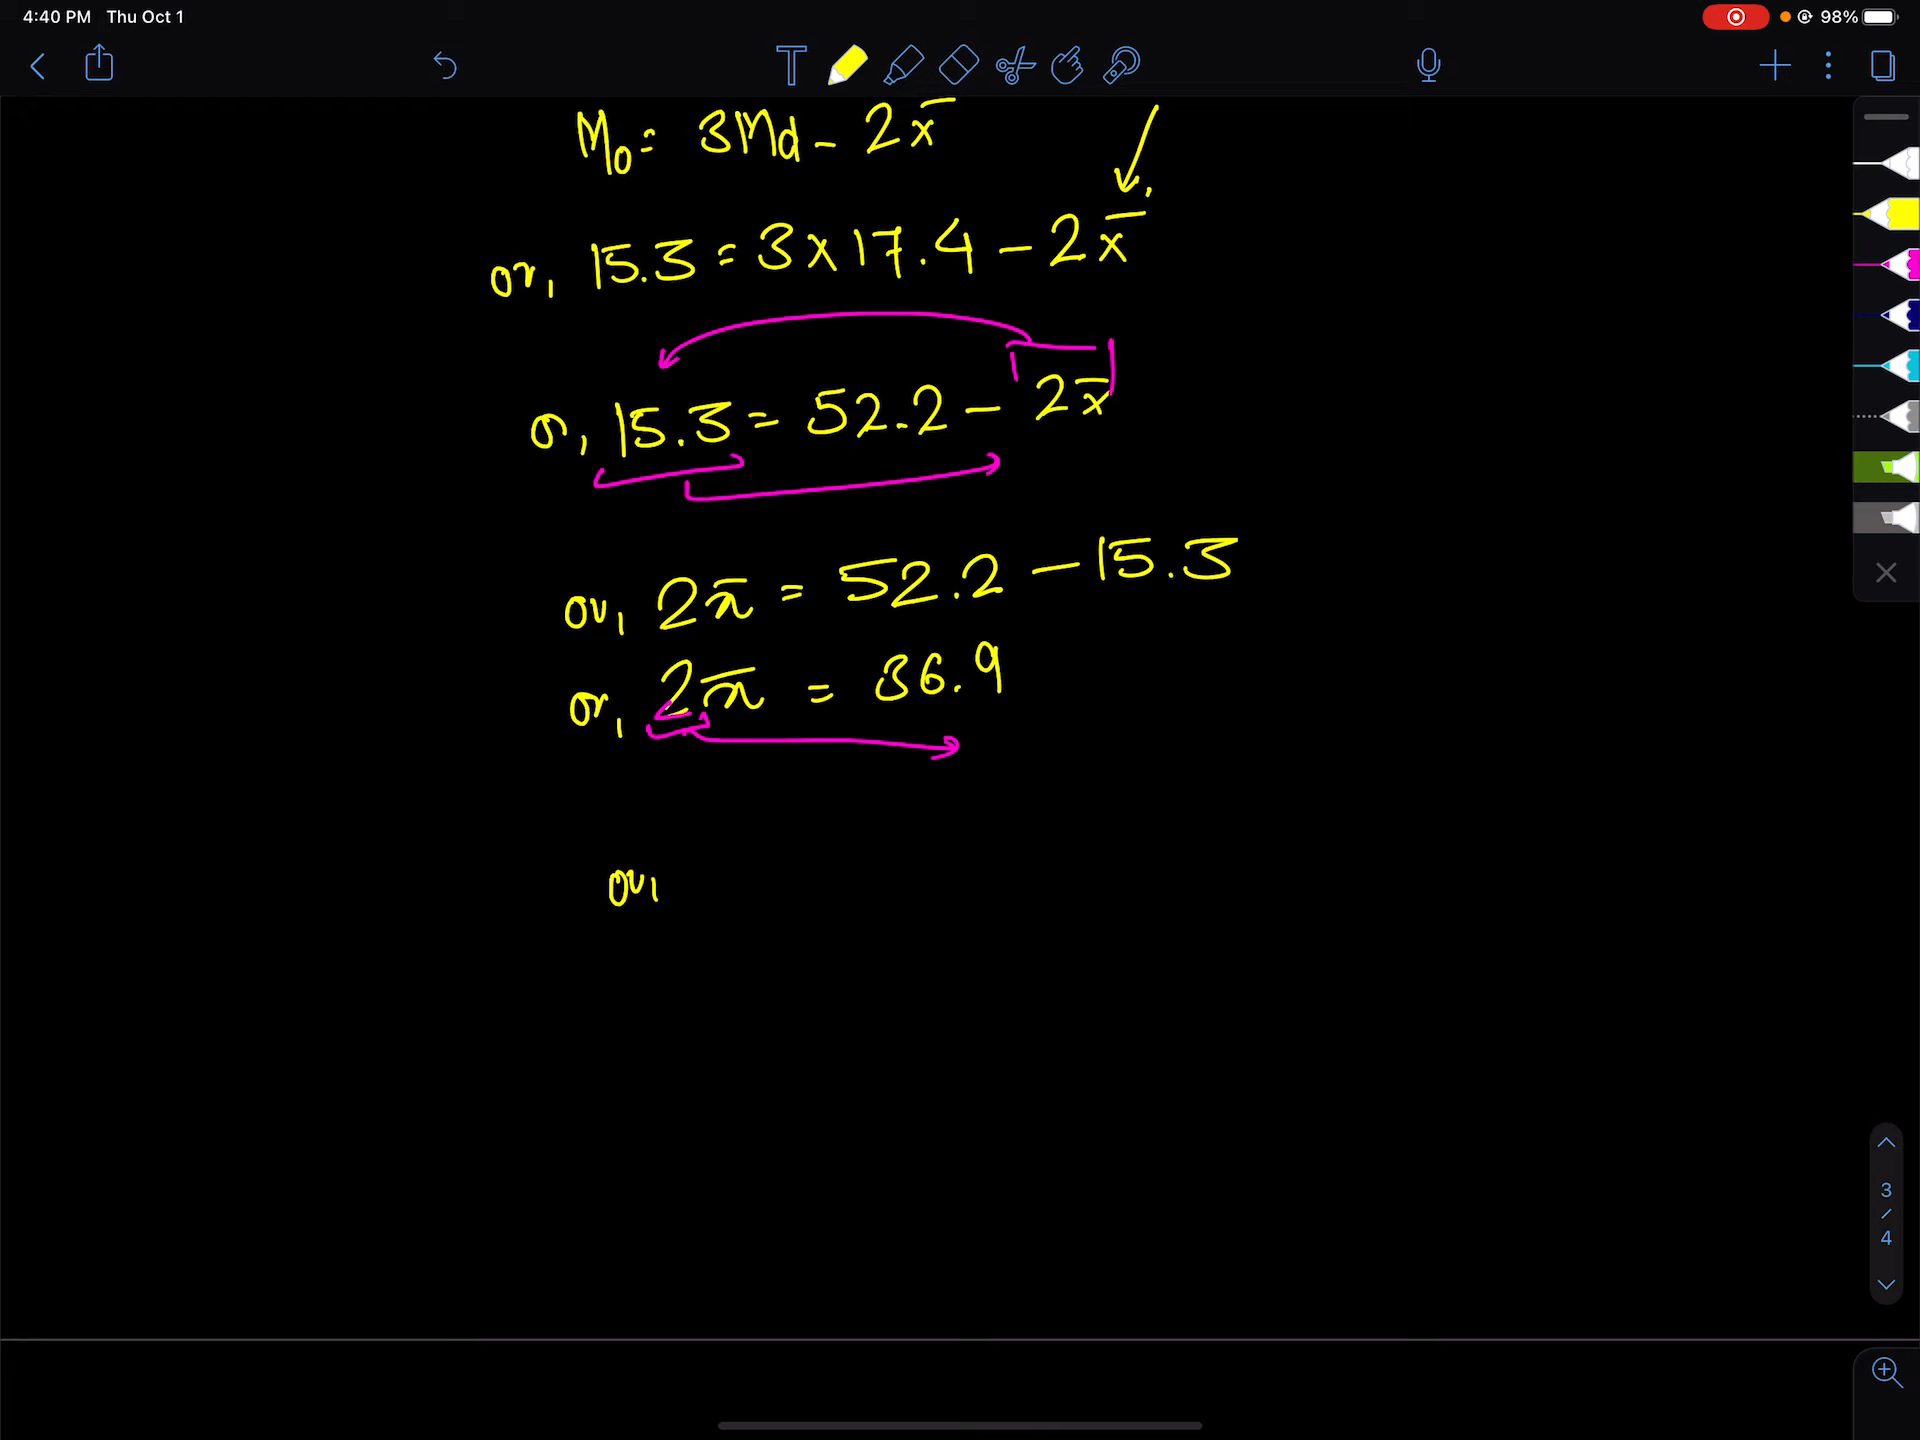 4:40 PM Thu Oct 1 98%
T
M₀ = 3Md - 2x̄
or, 15.3 = 3 x 17.4 - 2x̄
or, 15.3 = 52.2 - 2x̄
or, 2x̄ = 52.2 - 15.3
or, 2x̄ = 36.9
or,
3
/
4